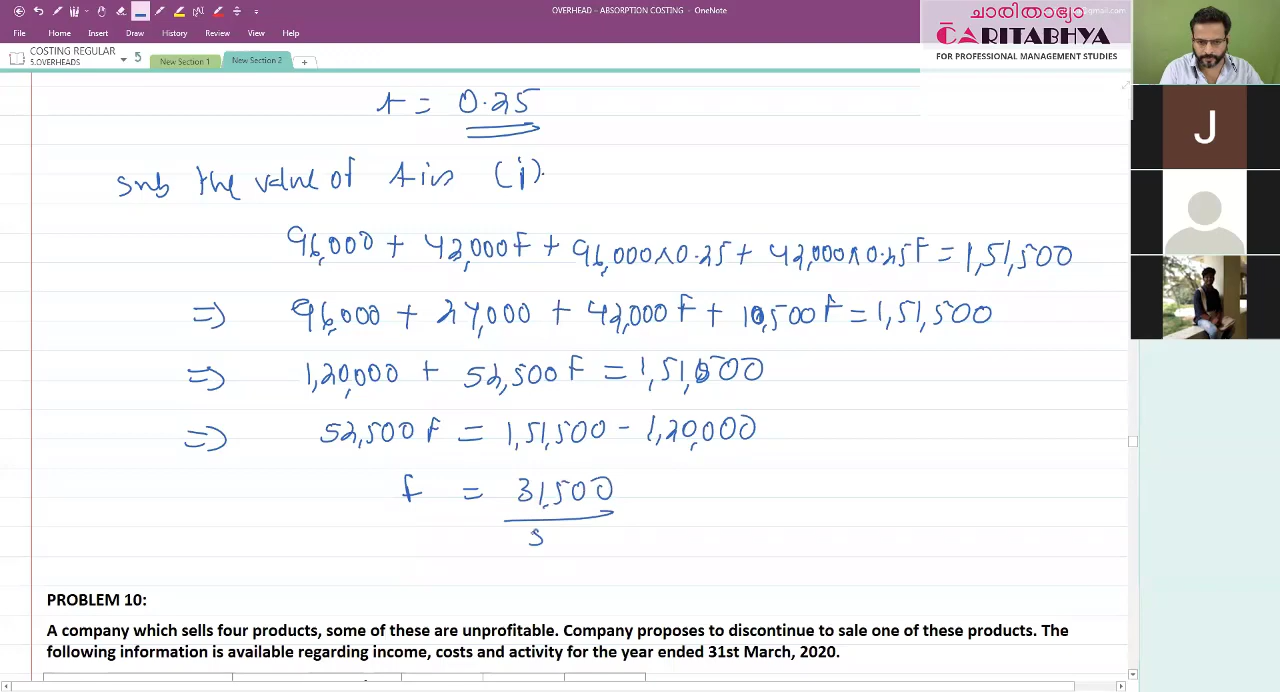 OVERHEAD – ABSORPTION COSTING - OneNote
File Home Insert Draw History Review View Help
ചാരിതാഭ്യാ
CARITABHYA
FOR PROFESSIONAL MANAGEMENT STUDIES
@gmail.com
COSTING REGULAR
5.OVERHEADS
5
New Section 1
New Section 2
+
A = 0.25
Sub the value of A in (i).
96,000 + 42,000F + 96,000 x 0.25 + 42,000 x 0.25F = 1,51,500
=> 96,000 + 24,000 + 42,000F + 10,500F = 1,51,500
=> 1,20,000 + 52,500F = 1,51,500
=> 52,500F = 1,51,500 - 1,20,000
F = 31,500
5
PROBLEM 10:
A company which sells four products, some of these are unprofitable. Company proposes to discontinue to sale one of these products. The
following information is available regarding income, costs and activity for the year ended 31st March, 2020.
J